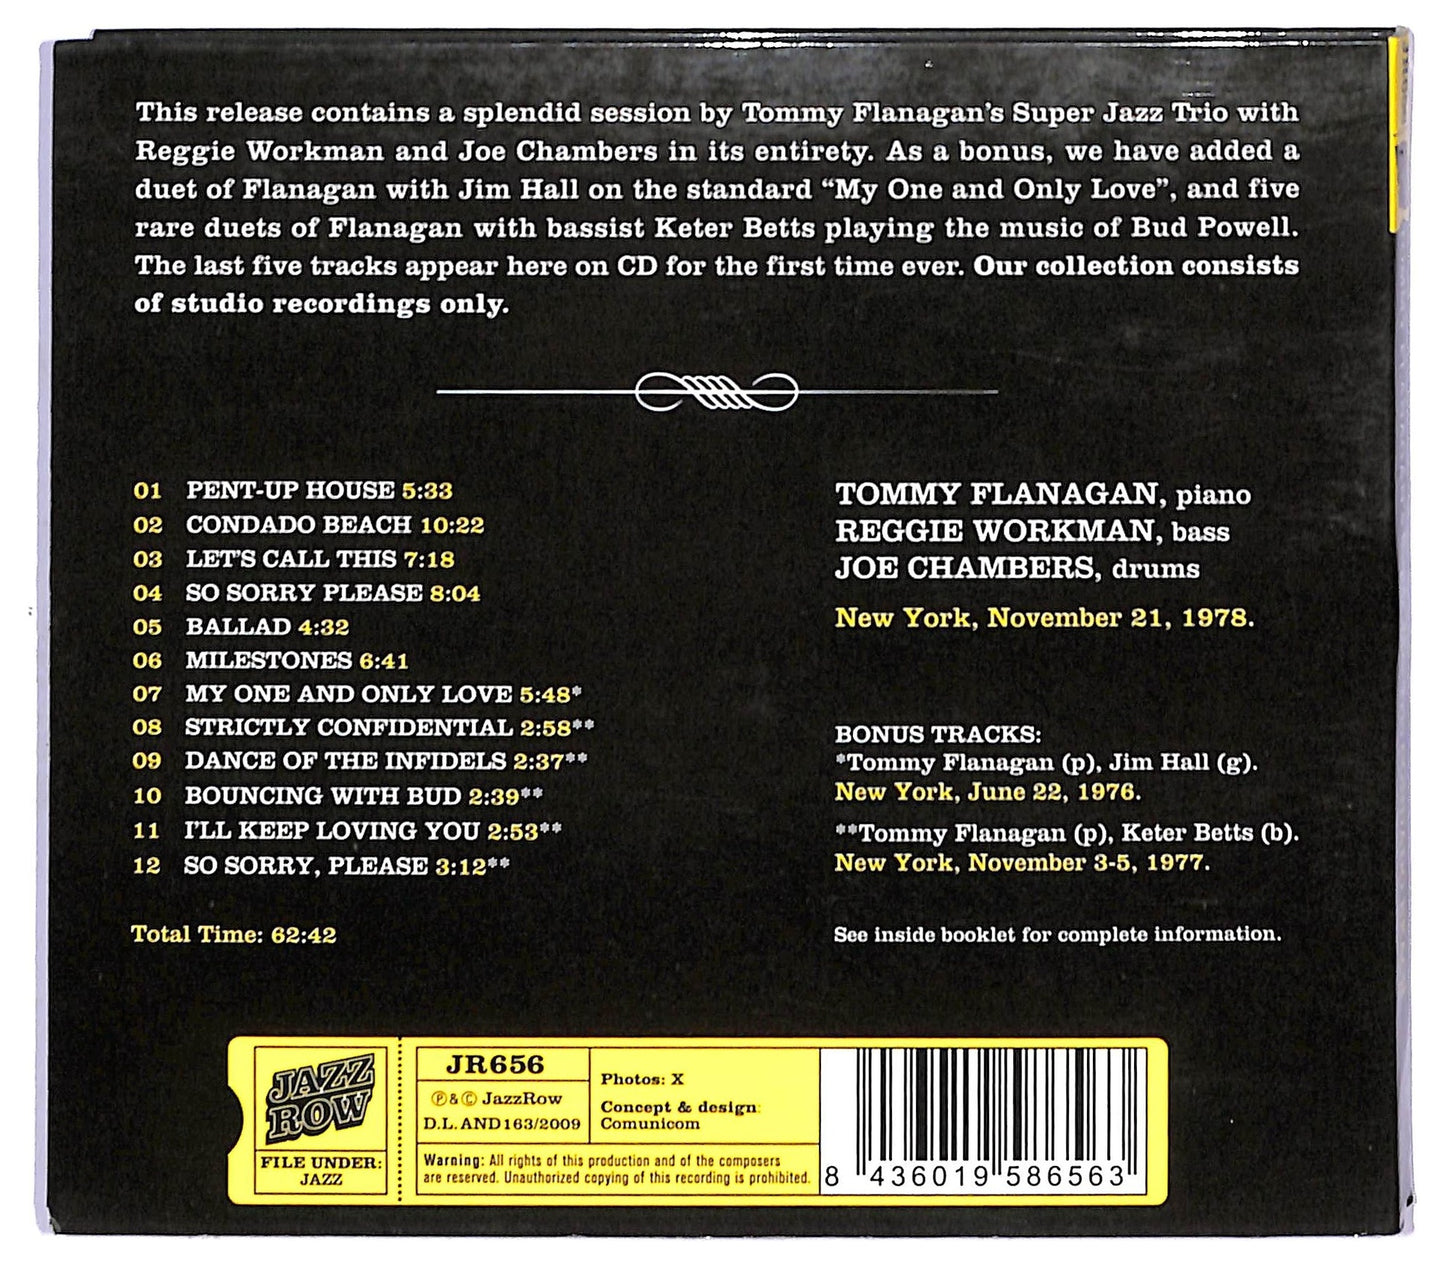 This release contains a splendid session by Tommy Flanagan's Super Jazz Trio with
Reggie Workman and Joe Chambers in its entirety. As a bonus, we have added a
duet of Flanagan with Jim Hall on the standard “My One and Only Love”, and five
rare duets of Flanagan with bassist Keter Betts playing the music of Bud Powell.
The last five tracks appear here on CD for the first time ever. Our collection consists
of studio recordings only.
01 PENT-UP HOUSE 5:33
02 CONDADO BEACH 10:22
03 LET'S CALL THIS 7:18
04 SO SORRY PLEASE 8:04
05 BALLAD 4:32
06 MILESTONES 6:41
07 MY ONE AND ONLY LOVE 5:48*
08 STRICTLY CONFIDENTIAL 2:58**
09 DANCE OF THE INFIDELS 2:37**
10 BOUNCING WITH BUD 2:39**
11 I'LL KEEP LOVING YOU 2:53**
12 SO SORRY, PLEASE 3:12**
Total Time: 62:42
TOMMY FLANAGAN, piano
REGGIE WORKMAN, bass
JOE CHAMBERS, drums
New York, November 21, 1978.
BONUS TRACKS:
*Tommy Flanagan (p), Jim Hall (g).
New York, June 22, 1976.
**Tommy Flanagan (p), Keter Betts (b).
New York, November 3-5, 1977.
See inside booklet for complete information.
JAZZ
ROW
FILE UNDER:
JAZZ
JR656
℗&© JazzRow
D.L. AND163/2009
Photos: X
Concept & design:
Comunicom
Warning: All rights of this production and of the composers
are reserved. Unauthorized copying of this recording is prohibited.
8 436019 586563